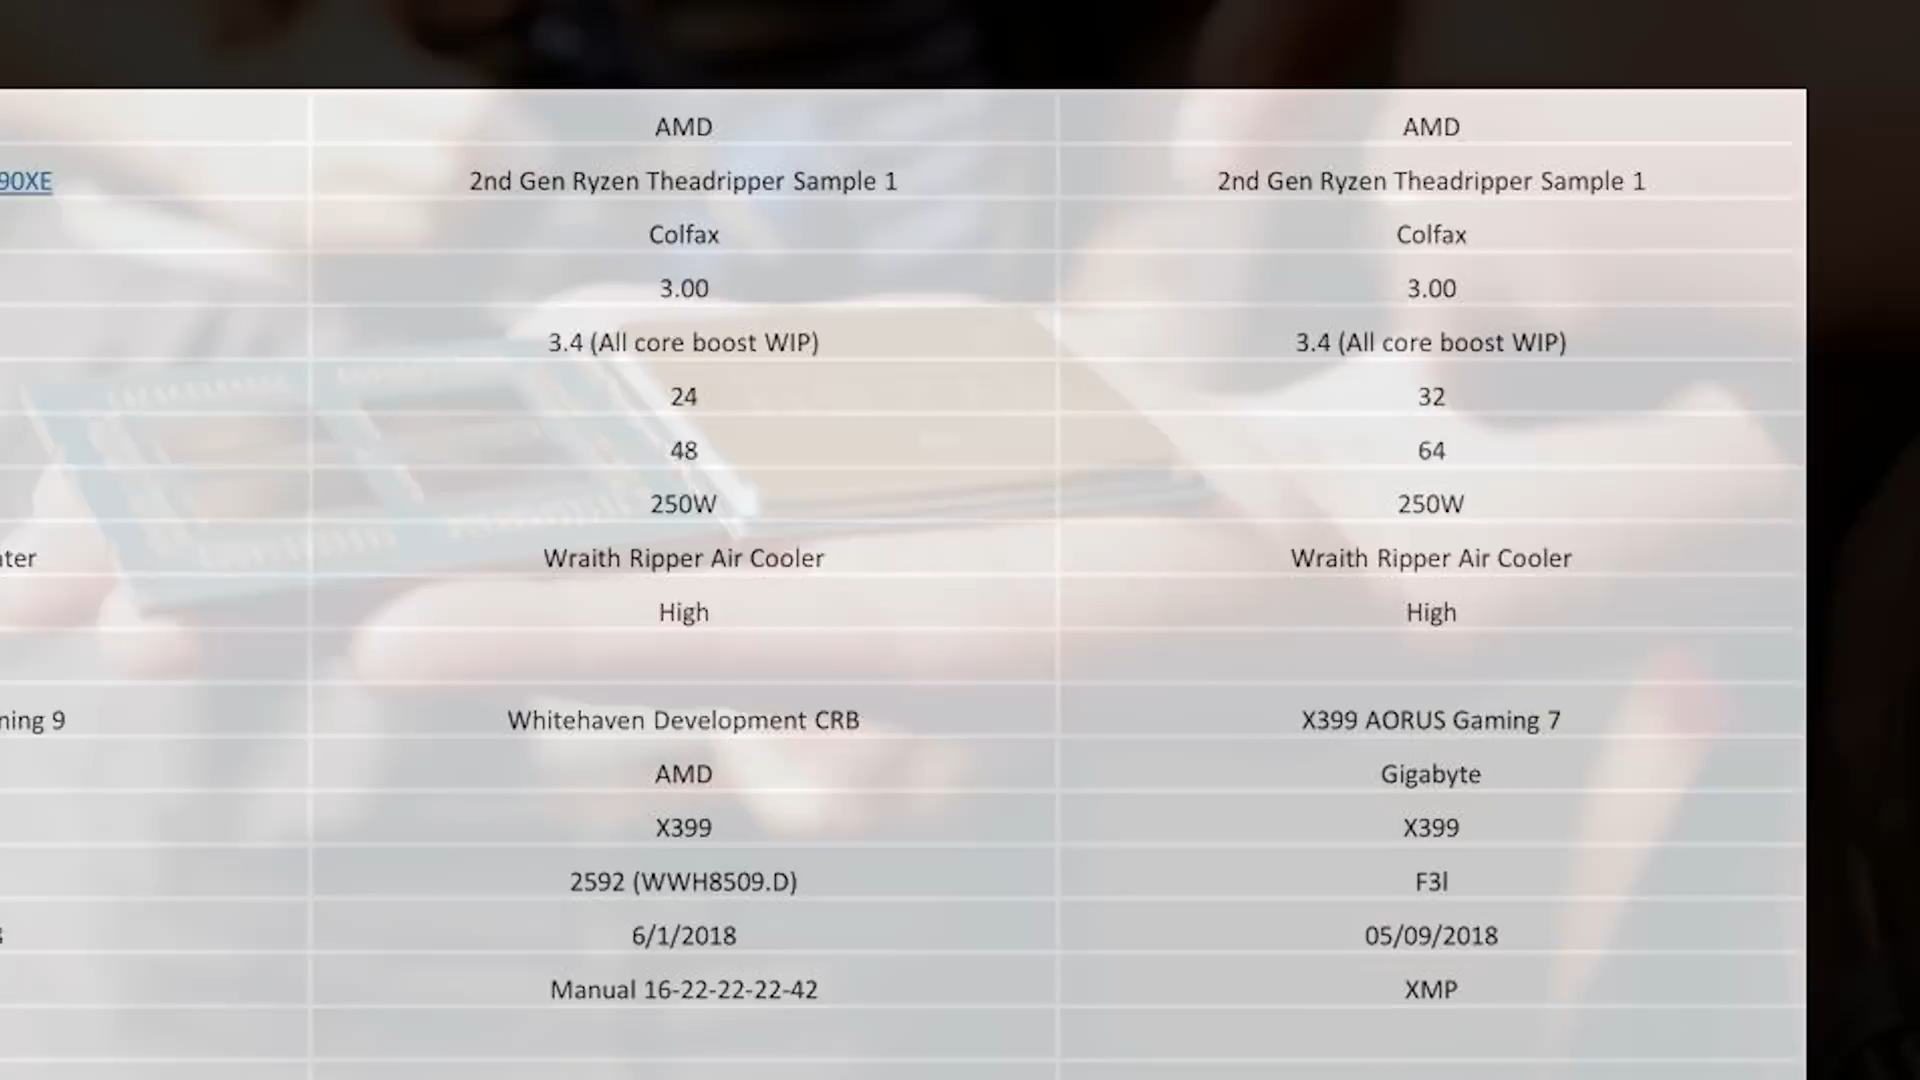 AMD AMD
90XE 2nd Gen Ryzen Theadripper Sample 1 2nd Gen Ryzen Theadripper Sample 1
Colfax Colfax
3.00 3.00
3.4 (All core boost WIP) 3.4 (All core boost WIP)
24 32
48 64
250W 250W
ter Wraith Ripper Air Cooler Wraith Ripper Air Cooler
High High
ning 9 Whitehaven Development CRB X399 AORUS Gaming 7
AMD Gigabyte
X399 X399
2592 (WWH8509.D) F3l
6/1/2018 05/09/2018
Manual 16-22-22-22-42 XMP